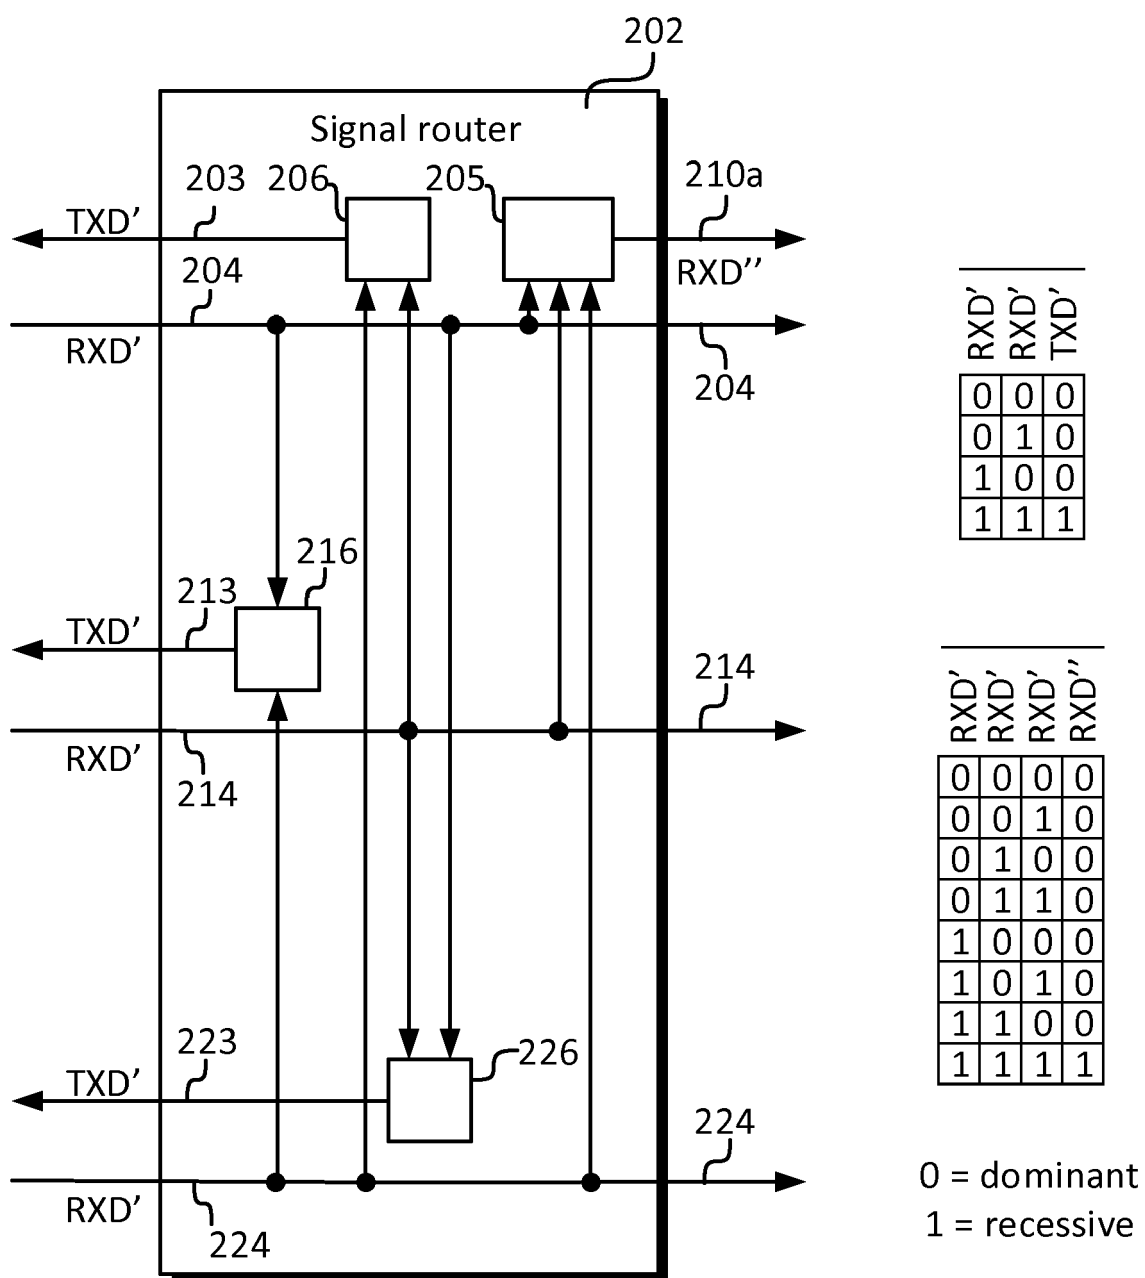 202
Signal router
203 206 205 210a
TXD’
RXD’’
204
RXD’
204
RXD’ RXD’ TXD’
0 0 0
0 1 0
1 0 0
1 1 1
216
213
TXD’
214
RXD’
214
RXD’ RXD’ RXD’ RXD’’
0 0 0 0
0 0 1 0
0 1 0 0
0 1 1 0
1 0 0 0
1 0 1 0
1 1 0 0
1 1 1 1
223
226
TXD’
224
RXD’
224
0 = dominant
1 = recessive